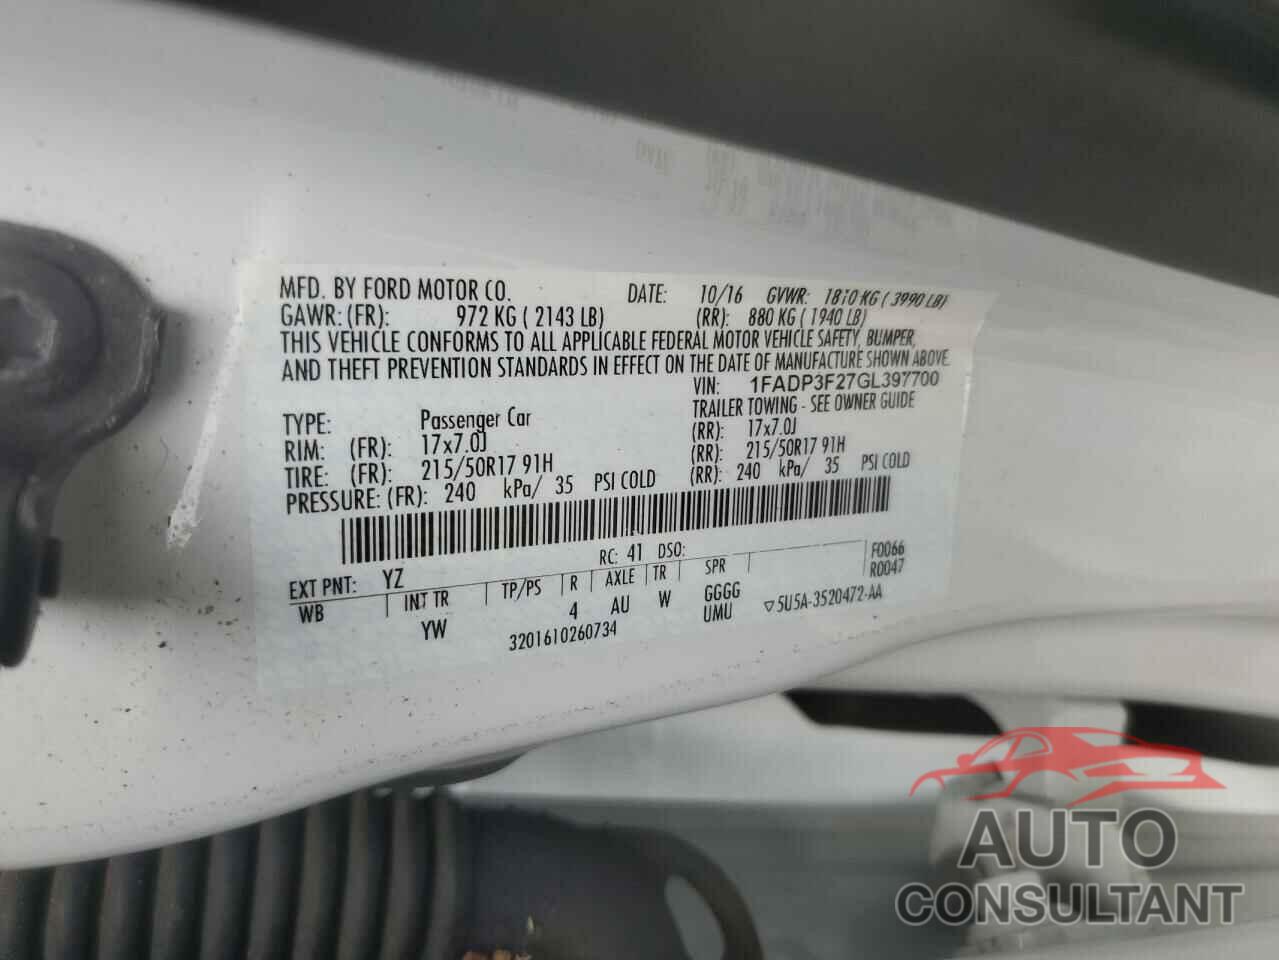 MFD. BY FORD MOTOR CO. DATE: 10/16 GVWR: 1810 KG ( 3990 LB)
GAWR: (FR): 972 KG ( 2143 LB) (RR): 880 KG ( 1940 LB)
THIS VEHICLE CONFORMS TO ALL APPLICABLE FEDERAL MOTOR VEHICLE SAFETY, BUMPER,
AND THEFT PREVENTION STANDARDS IN EFFECT ON THE DATE OF MANUFACTURE SHOWN ABOVE.
VIN: 1FADP3F27GL397700
TYPE: Passenger Car TRAILER TOWING - SEE OWNER GUIDE
RIM: (FR): 17x7.0J (RR): 17x7.0J
TIRE: (FR): 215/50R17 91H (RR): 215/50R17 91H
PRESSURE: (FR): 240 kPa/ 35 PSI COLD (RR): 240 kPa/ 35 PSI COLD
RC: 41 DSO: F0066
EXT PNT: YZ R0047
WB INT TR TP/PS R AXLE TR SPR
YW 4 AU W GGGG
UMU
3201610260734 ▽5U5A-3520472-AA
AUTO
CONSULTANT